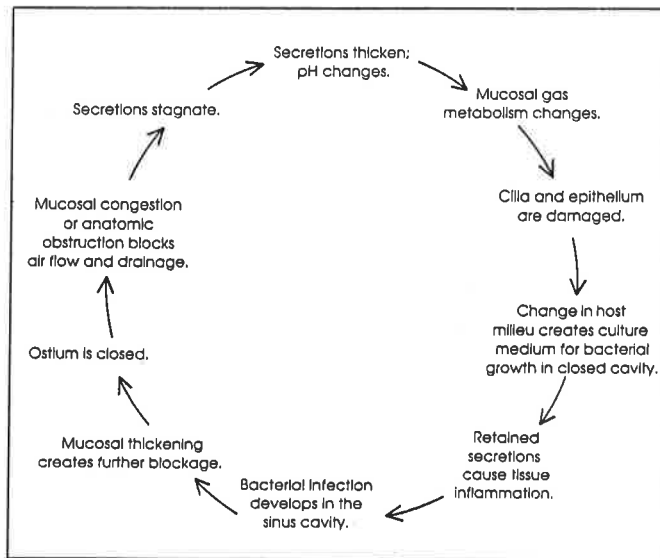 Secretions thicken;
pH changes.
Mucosal gas
metabolism changes.
Cilia and epithelium
are damaged.
Change in host
milieu creates culture
medium for bacterial
growth in closed cavity.
Retained
secretions
cause tissue
inflammation.
Bacterial infection
develops in the
sinus cavity.
Mucosal thickening
creates further blockage.
Ostium is closed.
Mucosal congestion
or anatomic
obstruction blocks
air flow and drainage.
Secretions stagnate.